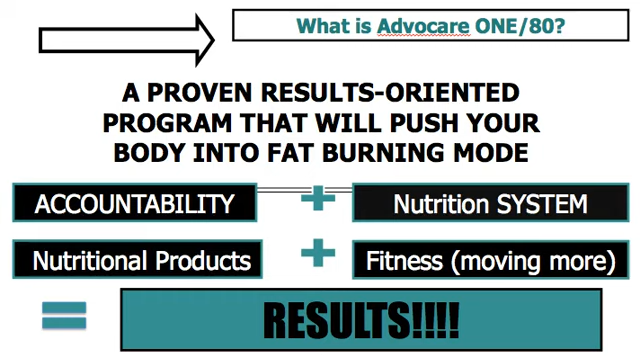 What is Advocare ONE/80?
A PROVEN RESULTS-ORIENTED
PROGRAM THAT WILL PUSH YOUR
BODY INTO FAT BURNING MODE
ACCOUNTABILITY + Nutrition SYSTEM
Nutritional Products + Fitness (moving more)
= RESULTS!!!!